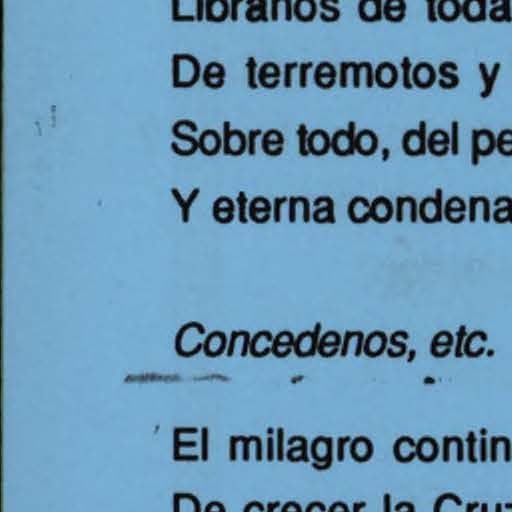 Libranos de toda
De terremotos y
Sobre todo, del pe
Y eterna condena
Concedenos, etc.
El milagro contin
De crecer la Cruz